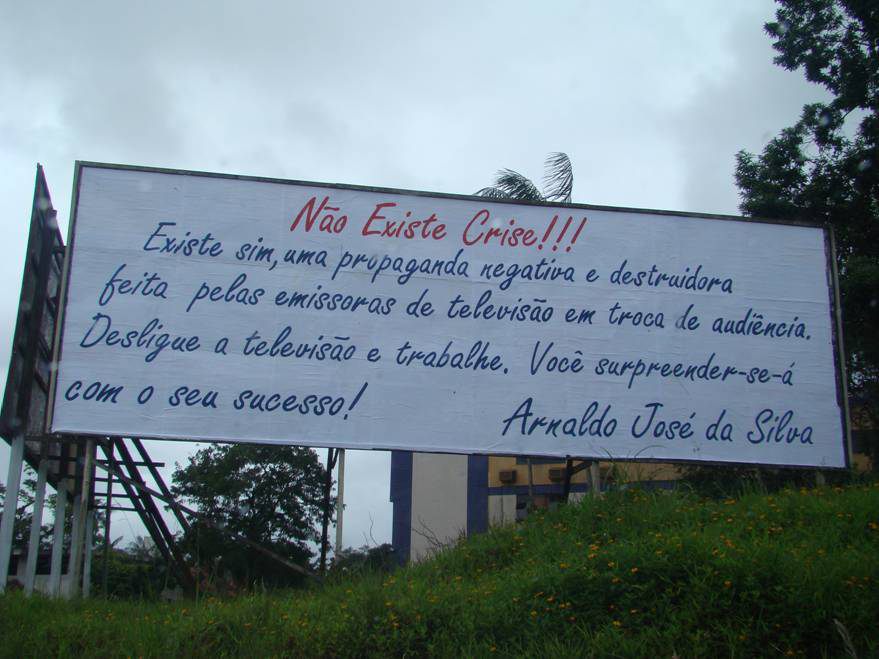 Não Existe Crise!!!
Existe sim, uma propaganda negativa e destruidora
feita pelas emissoras de televisão em troca de audiência.
Desligue a televisão e trabalhe. Você surpreender-se-á
com o seu sucesso!
Arnaldo José da Silva